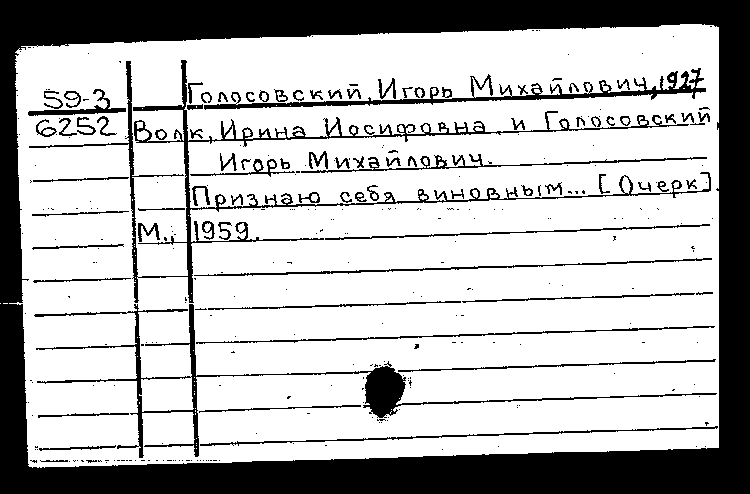 59-3 Голосовский, Игорь Михайлович, 1927
6252 Волк, Ирина Иосифовна и Голосовский,
Игорь Михайлович.
Признаю себя виновным... [Очерк].
М., 1959.